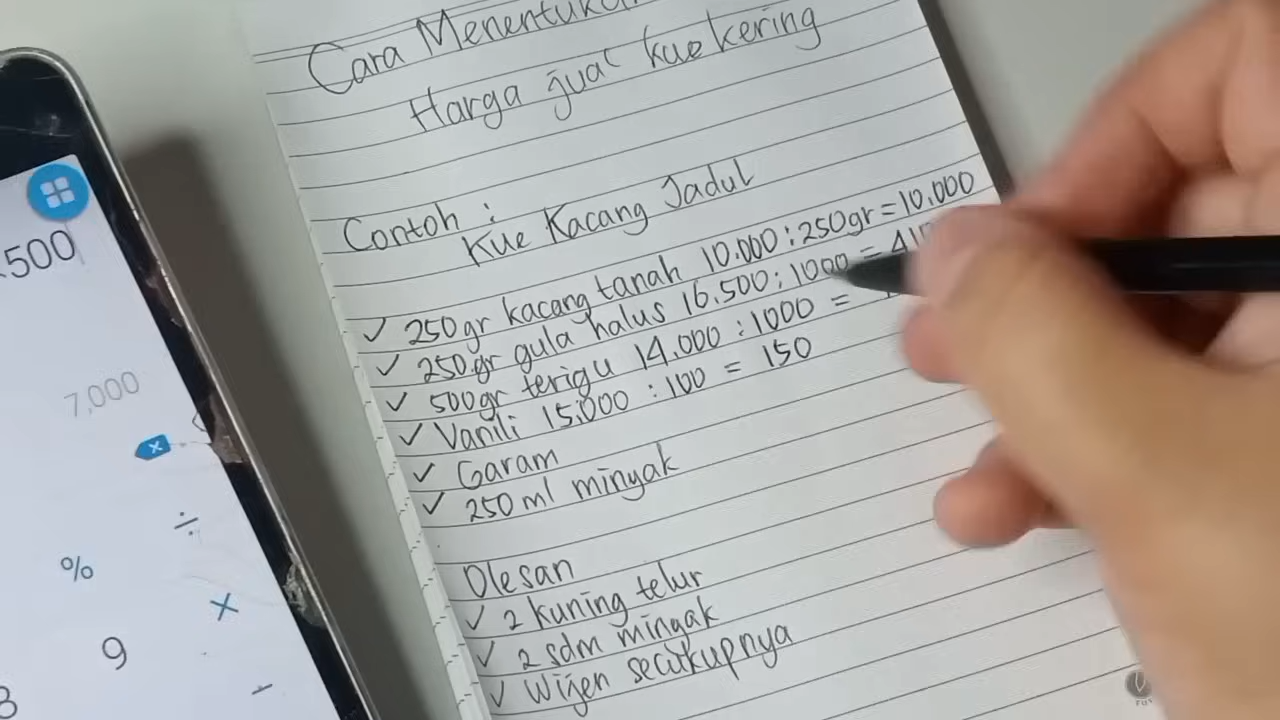 Cara Menentukan
Harga jual kue kering
Contoh :
Kue Kacang Jadul
✓ 250gr kacang tanah 10.000 : 250gr = 10.000
✓ 250gr gula halus 16.500 : 1000 =
✓ 500gr terigu 14.000 : 1000 =
✓ Vanili 15.000 : 100 = 150
✓ Garam
✓ 250 ml minyak
Olesan
✓ 2 kuning telur
✓ 2 sdm minyak
✓ Wijen secukupnya
.500
7,000
÷
%
×
9